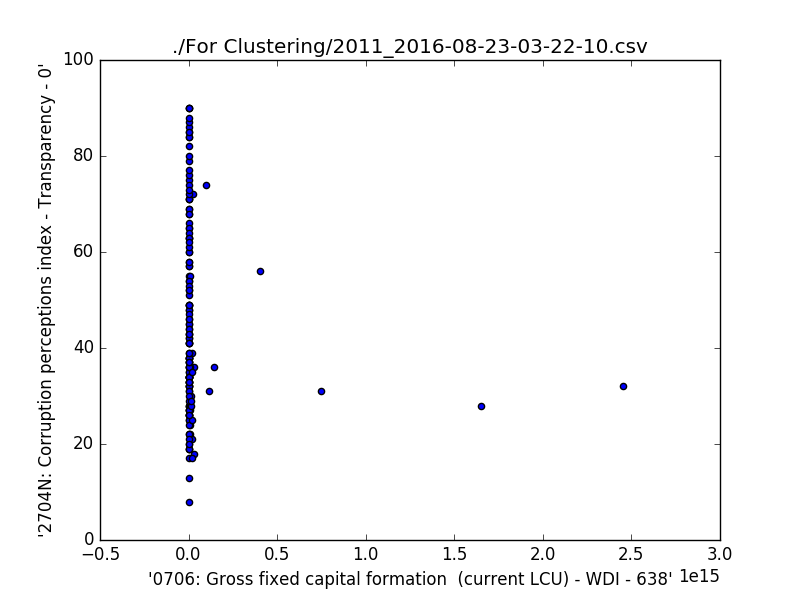 ./For Clustering/2011_2016-08-23-03-22-10.csv
100
80
60
40
20
0
'2704N: Corruption perceptions index - Transparency - 0'
−0.5 0.0 0.5 1.0 1.5 2.0 2.5 3.0
1e15
'0706: Gross fixed capital formation  (current LCU) - WDI - 638'